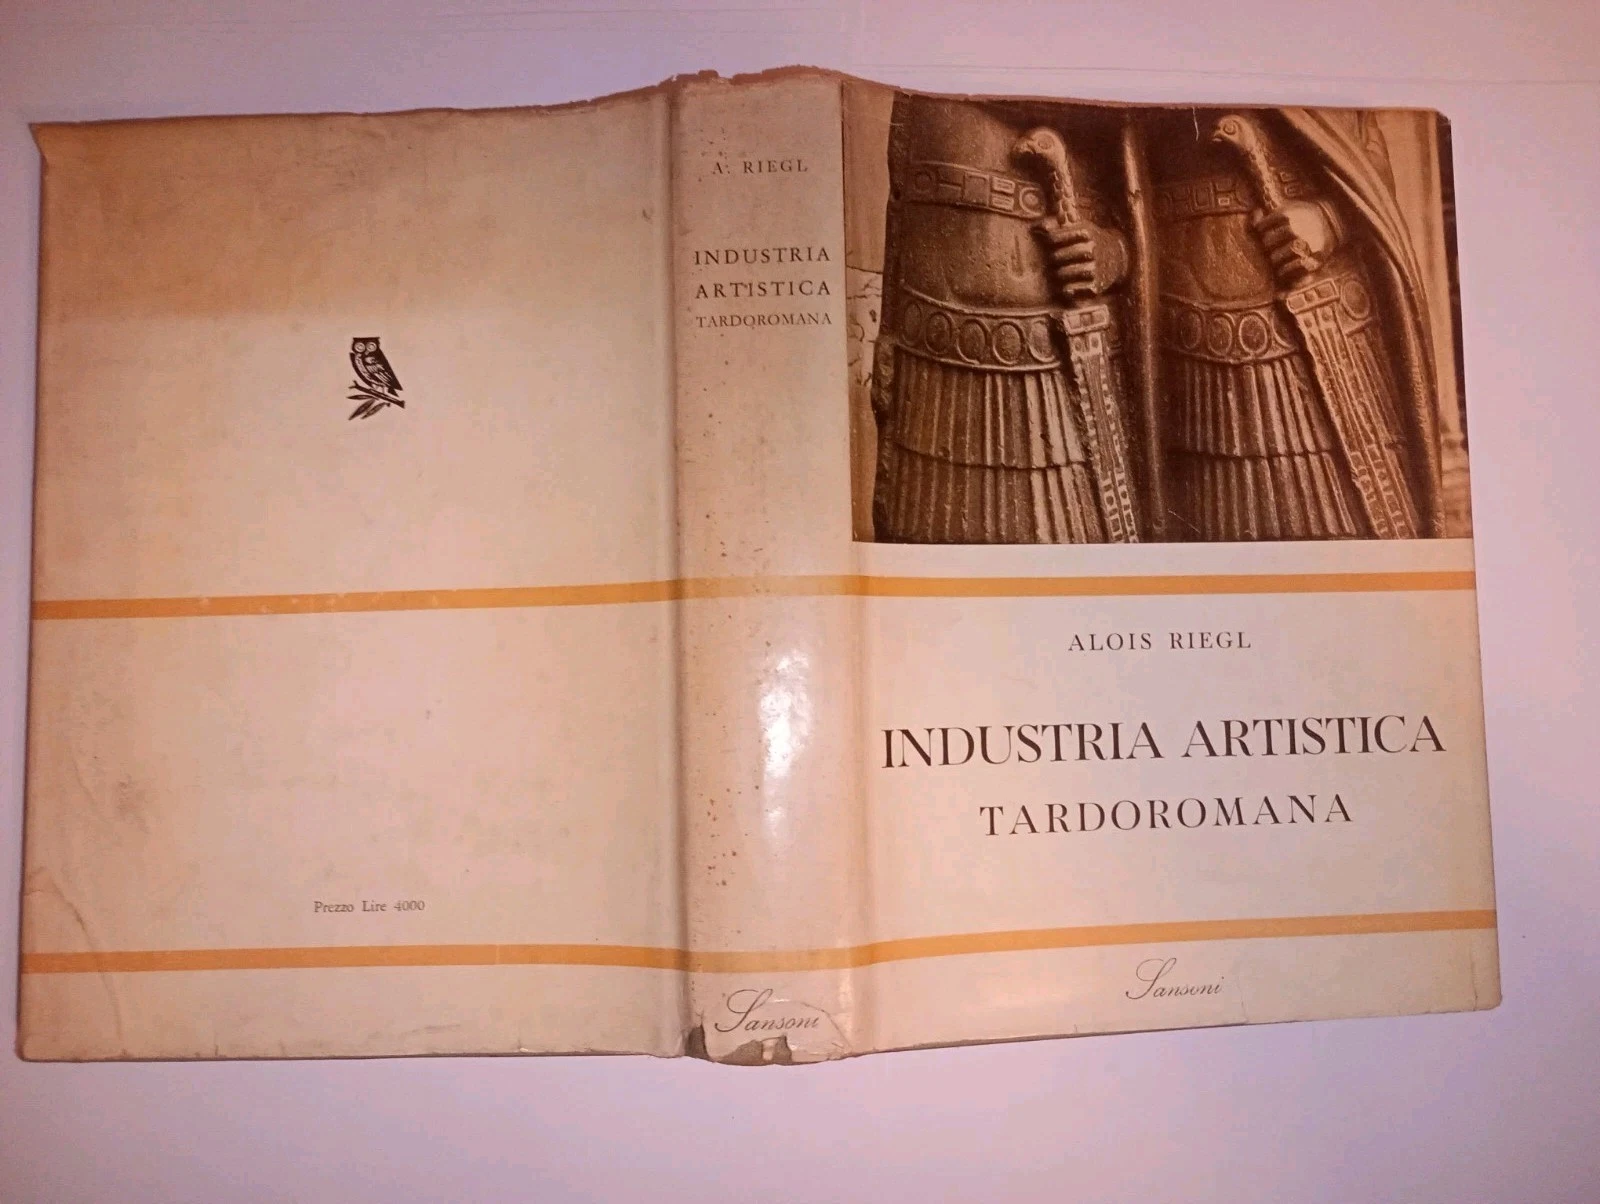 Prezzo Lire 4000
A. RIEGL
INDUSTRIA
ARTISTICA
TARDOROMANA
Sansoni
ALOIS RIEGL
INDUSTRIA ARTISTICA
TARDOROMANA
Sansoni